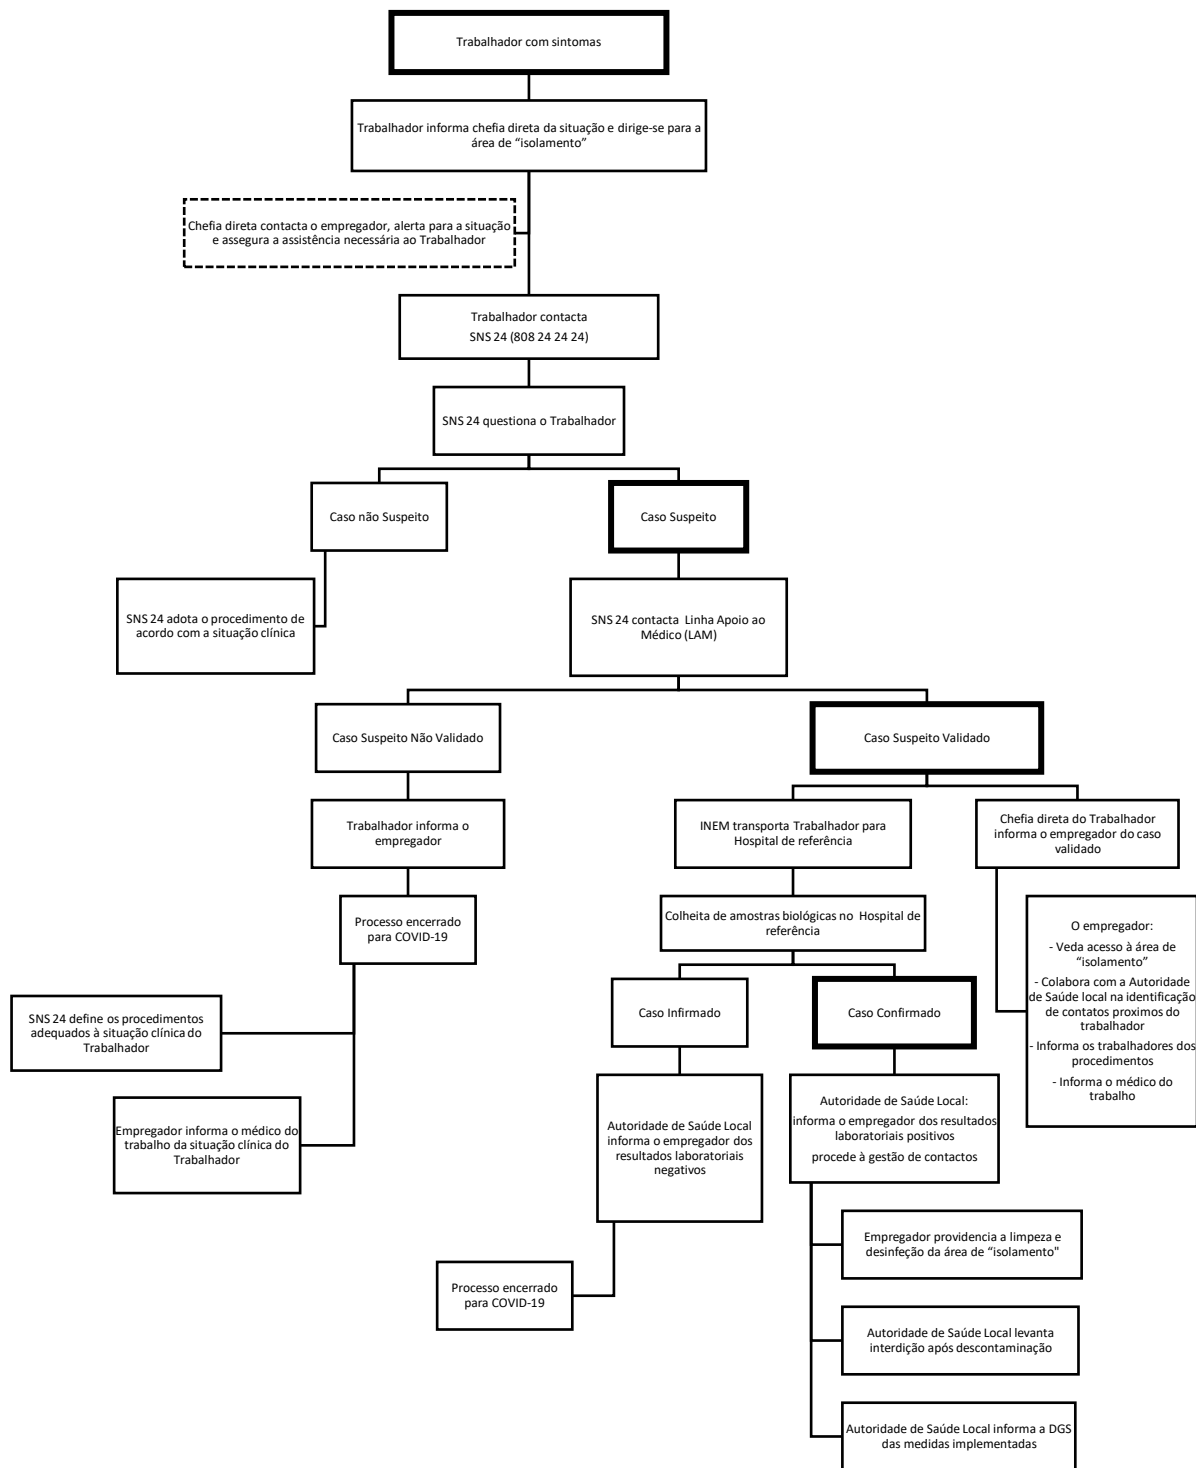 Trabalhador com sintomas
Trabalhador informa chefia direta da situação e dirige-se para a
área de “isolamento”
Chefia direta contacta o empregador, alerta para a situação
e assegura a assistência necessária ao Trabalhador
Trabalhador contacta
SNS 24 (808 24 24 24)
SNS 24 questiona o Trabalhador
Caso não Suspeito
Caso Suspeito
SNS 24 adota o procedimento de
acordo com a situação clínica
SNS 24 contacta Linha Apoio ao
Médico (LAM)
Caso Suspeito Não Validado
Caso Suspeito Validado
Trabalhador informa o
empregador
INEM transporta Trabalhador para
Hospital de referência
Chefia direta do Trabalhador
informa o empregador do caso
validado
Processo encerrado
para COVID-19
Colheita de amostras biológicas no Hospital de
referência
O empregador:
- Veda acesso à área de
“isolamento”
- Colabora com a Autoridade
de Saúde local na identificação
de contatos proximos do
trabalhador
- Informa os trabalhadores dos
procedimentos
- Informa o médico do
trabalho
SNS 24 define os procedimentos
adequados à situação clínica do
Trabalhador
Caso Infirmado
Caso Confirmado
Empregador informa o médico do
trabalho da situação clínica do
Trabalhador
Autoridade de Saúde Local
informa o empregador dos
resultados laboratoriais
negativos
Autoridade de Saúde Local:
informa o empregador dos resultados
laboratoriais positivos
procede à gestão de contactos
Processo encerrado
para COVID-19
Empregador providencia a limpeza e
desinfeção da área de “isolamento"
Autoridade de Saúde Local levanta
interdição após descontaminação
Autoridade de Saúde Local informa a DGS
das medidas implementadas